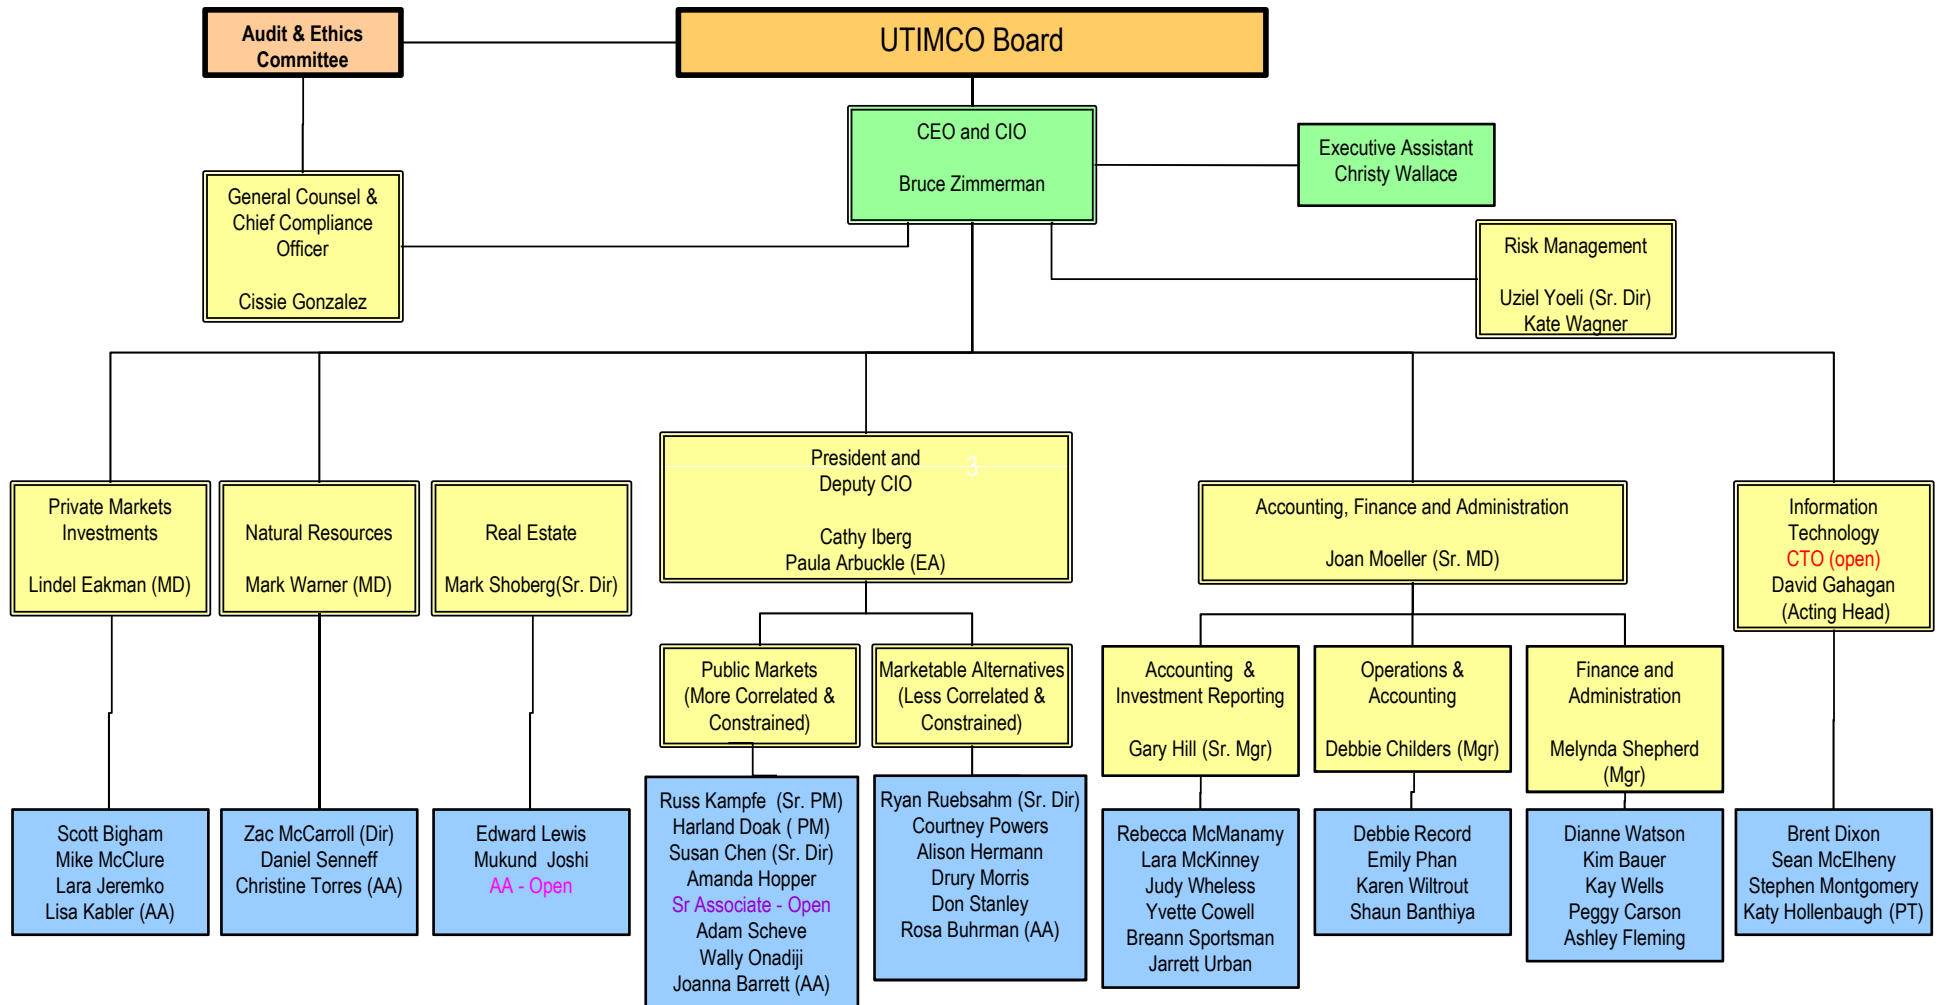 Audit & Ethics
Committee
UTIMCO Board
CEO and CIO
Bruce Zimmerman
Executive Assistant
Christy Wallace
General Counsel &
Chief Compliance
Officer
Cissie Gonzalez
Risk Management
Uziel Yoeli (Sr. Dir)
Kate Wagner
Private Markets
Investments
Lindel Eakman (MD)
Natural Resources
Mark Warner (MD)
Real Estate
Mark Shoberg(Sr. Dir)
President and
3
Deputy CIO
Cathy Iberg
Paula Arbuckle (EA)
Accounting, Finance and Administration
Joan Moeller (Sr. MD)
Information
Technology
CTO (open)
David Gahagan
(Acting Head)
Public Markets
(More Correlated &
Constrained)
Marketable Alternatives
(Less Correlated &
Constrained)
Accounting &
Investment Reporting
Gary Hill (Sr. Mgr)
Operations &
Accounting
Debbie Childers (Mgr)
Finance and
Administration
Melynda Shepherd
(Mgr)
Scott Bigham
Mike McClure
Lara Jeremko
Lisa Kabler (AA)
Zac McCarroll (Dir)
Daniel Senneff
Christine Torres (AA)
Edward Lewis
Mukund Joshi
AA - Open
Russ Kampfe (Sr. PM)
Harland Doak ( PM)
Susan Chen (Sr. Dir)
Amanda Hopper
Sr Associate - Open
Adam Scheve
Wally Onadiji
Joanna Barrett (AA)
Ryan Ruebsahm (Sr. Dir)
Courtney Powers
Alison Hermann
Drury Morris
Don Stanley
Rosa Buhrman (AA)
Rebecca McManamy
Lara McKinney
Judy Wheless
Yvette Cowell
Breann Sportsman
Jarrett Urban
Debbie Record
Emily Phan
Karen Wiltrout
Shaun Banthiya
Dianne Watson
Kim Bauer
Kay Wells
Peggy Carson
Ashley Fleming
Brent Dixon
Sean McElheny
Stephen Montgomery
Katy Hollenbaugh (PT)